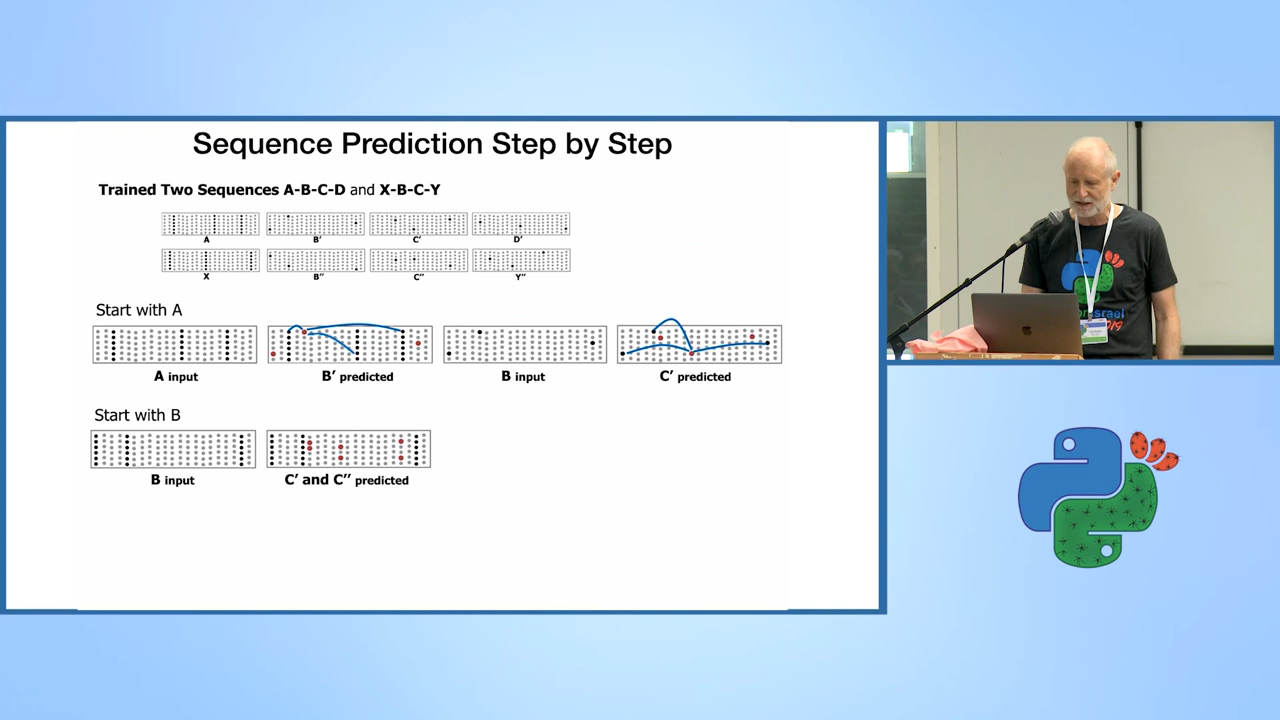 Sequence Prediction Step by Step
Trained Two Sequences A-B-C-D and X-B-C-Y
A B′ C′ D′
X B″ C″ Y″
Start with A
A input B′ predicted B input C′ predicted
Start with B
B input C′ and C″ predicted